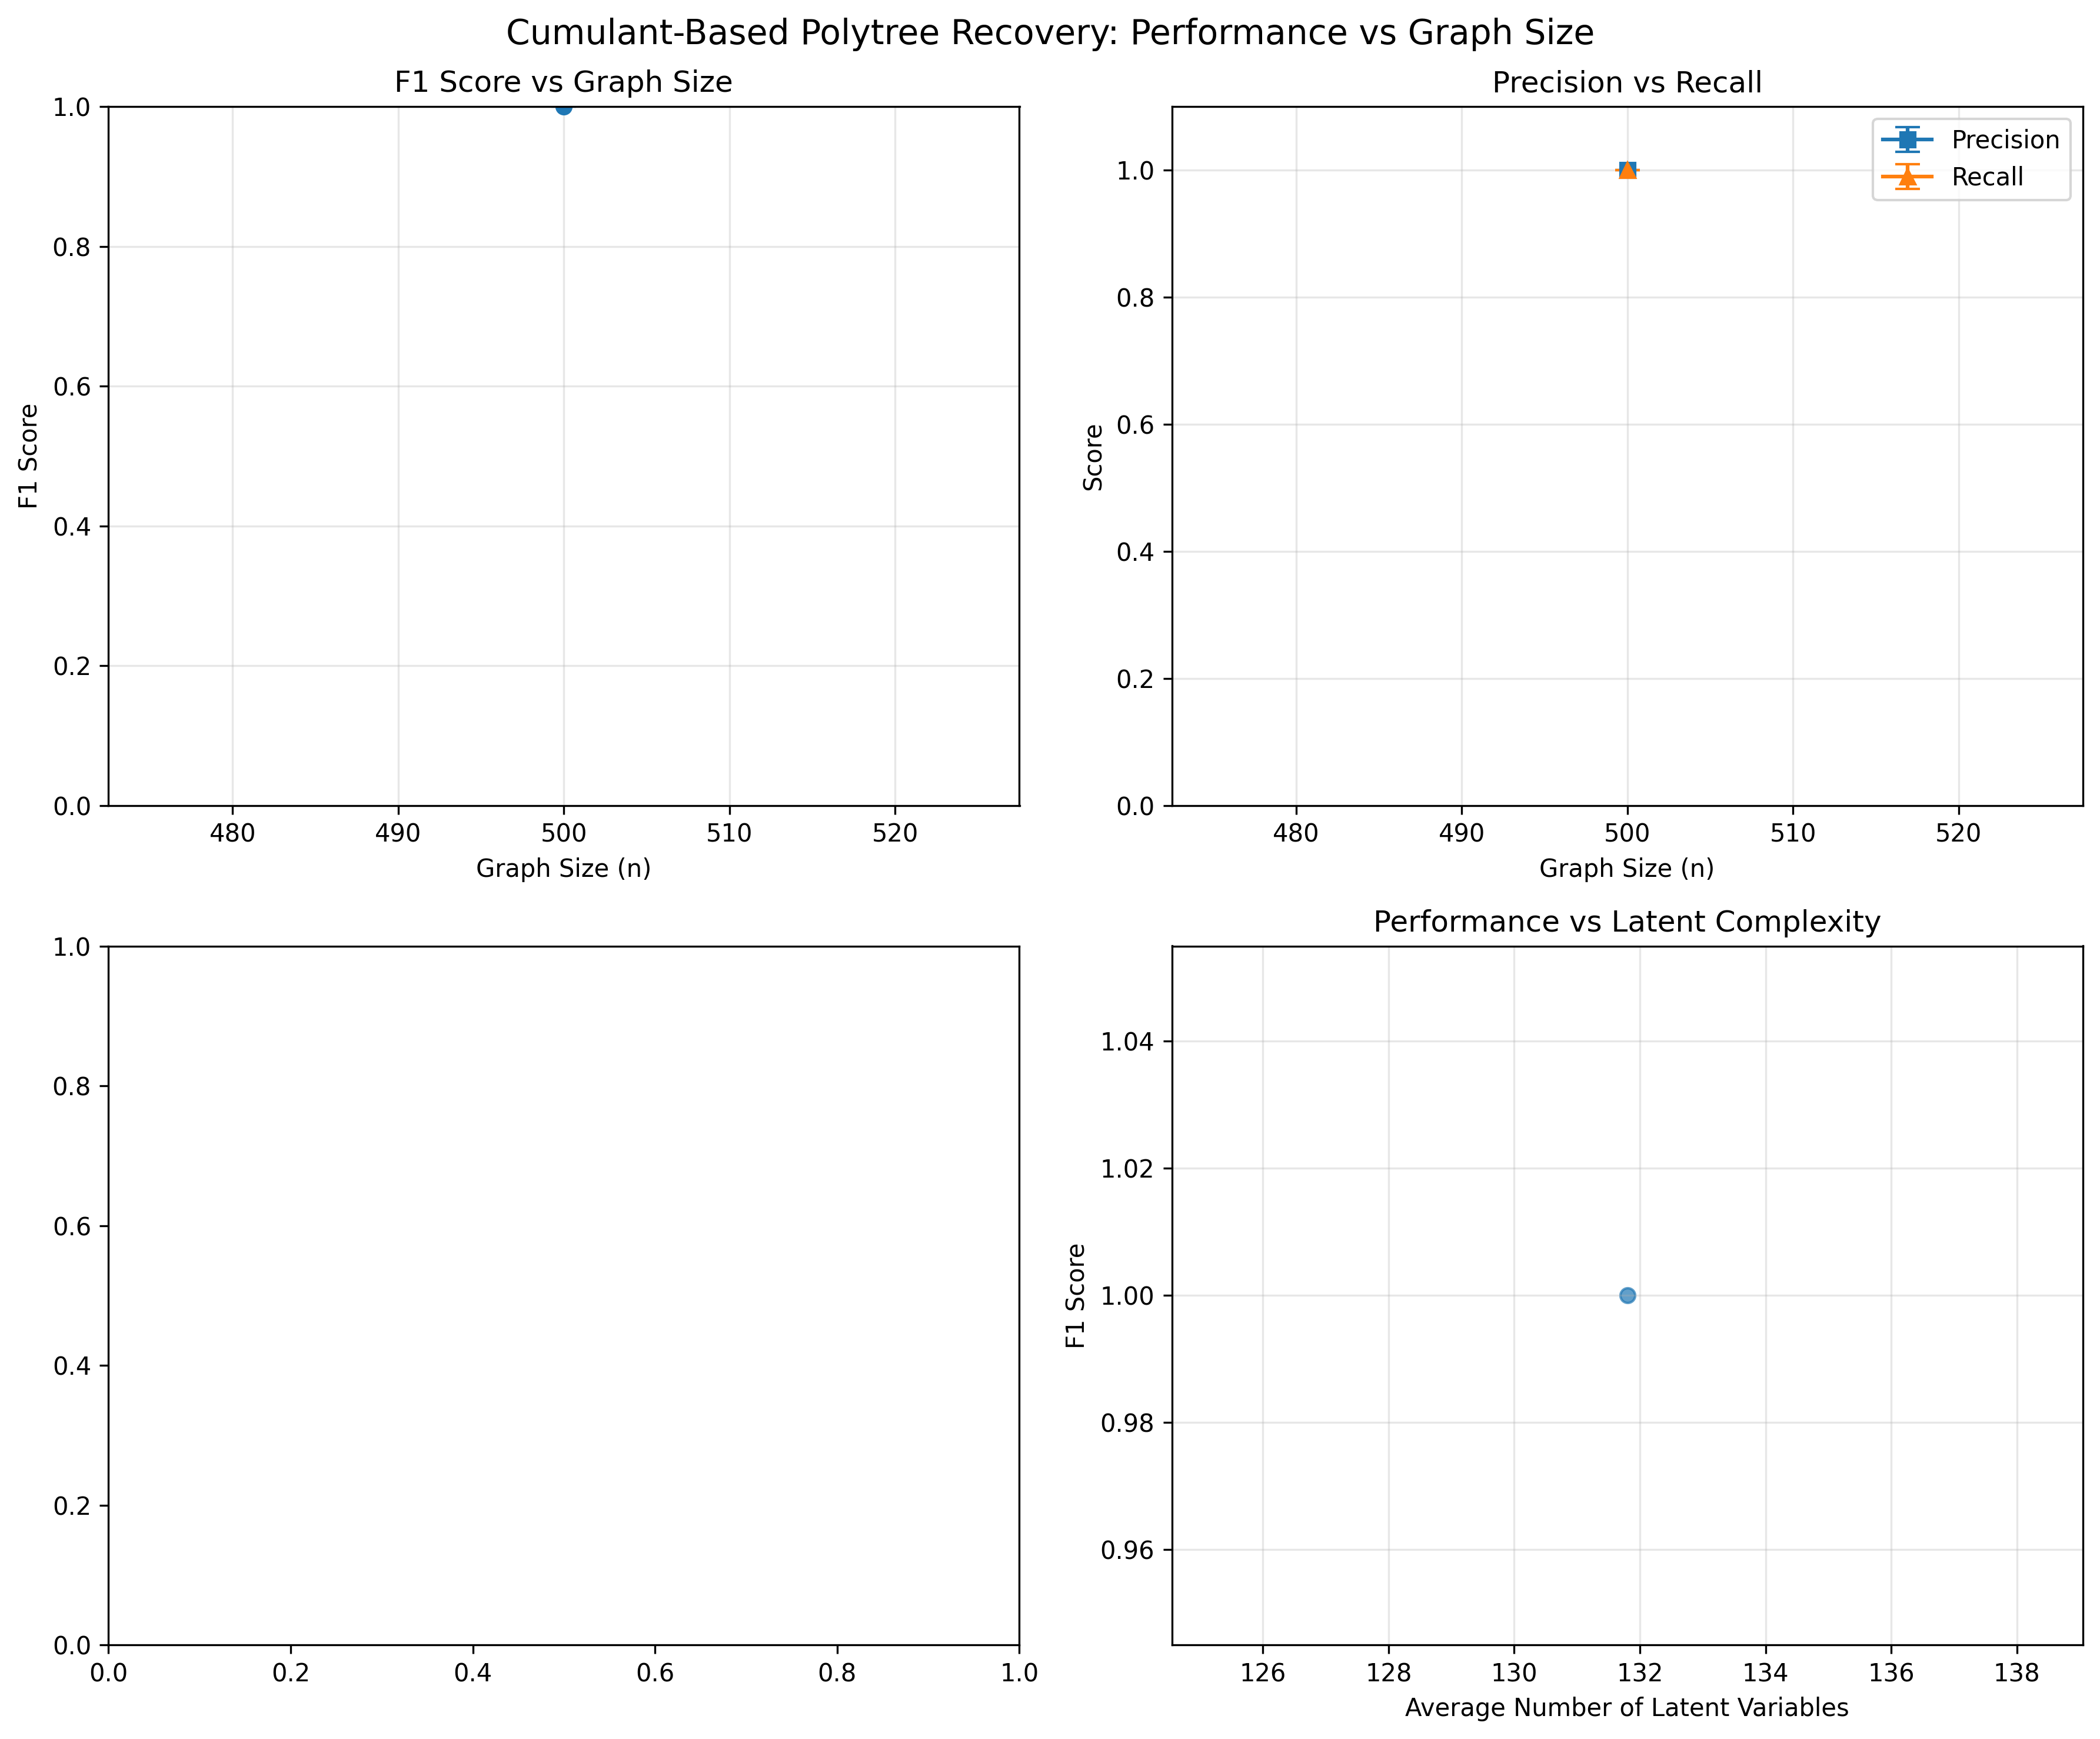 Cumulant-Based Polytree Recovery: Performance vs Graph Size
F1 Score vs Graph Size
1.0
0.8
0.6
0.4
0.2
0.0
F1 Score
480 490 500 510 520
Graph Size (n)
Precision vs Recall
Precision
Recall
1.0
0.8
0.6
0.4
0.2
0.0
Score
480 490 500 510 520
Graph Size (n)
1.0
0.8
0.6
0.4
0.2
0.0
0.0 0.2 0.4 0.6 0.8 1.0
Performance vs Latent Complexity
1.04
1.02
1.00
0.98
0.96
F1 Score
126 128 130 132 134 136 138
Average Number of Latent Variables